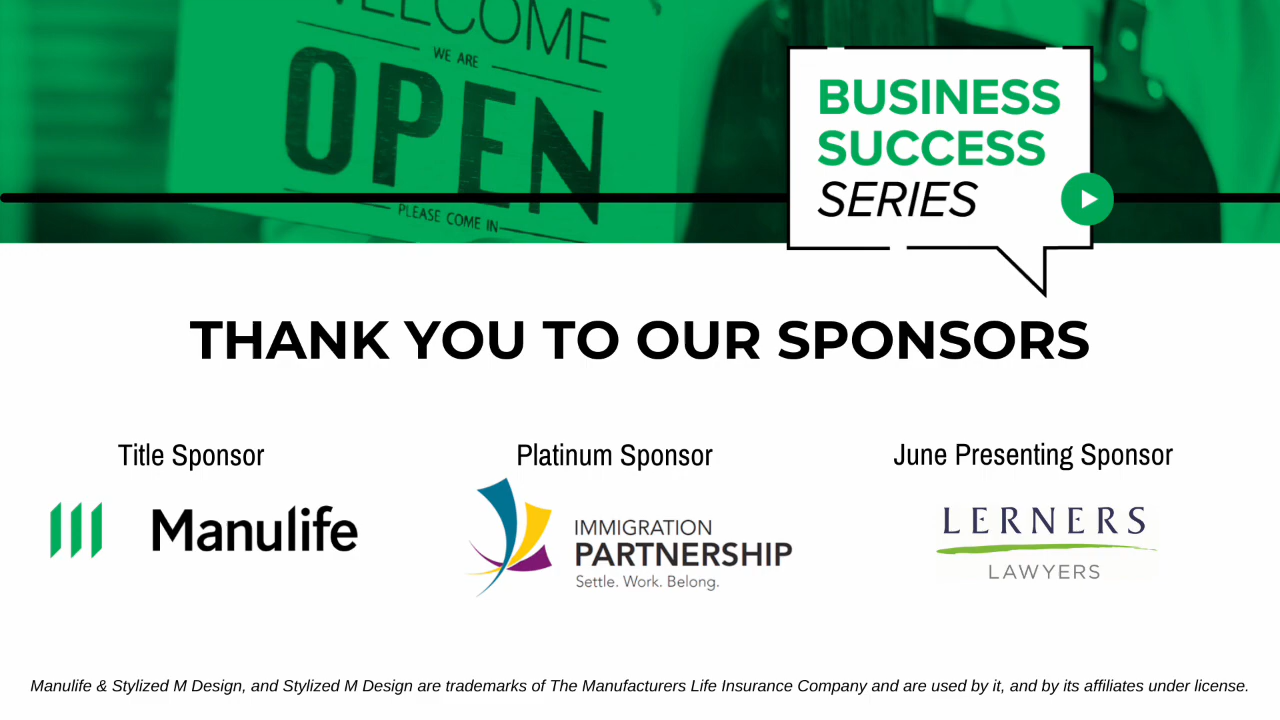 WELCOME
WE ARE
OPEN
PLEASE COME IN
BUSINESS
SUCCESS
SERIES
THANK YOU TO OUR SPONSORS
Title Sponsor
Manulife
Platinum Sponsor
IMMIGRATION
PARTNERSHIP
Settle. Work. Belong.
June Presenting Sponsor
LERNERS
LAWYERS
Manulife & Stylized M Design, and Stylized M Design are trademarks of The Manufacturers Life Insurance Company and are used by it, and by its affiliates under license.